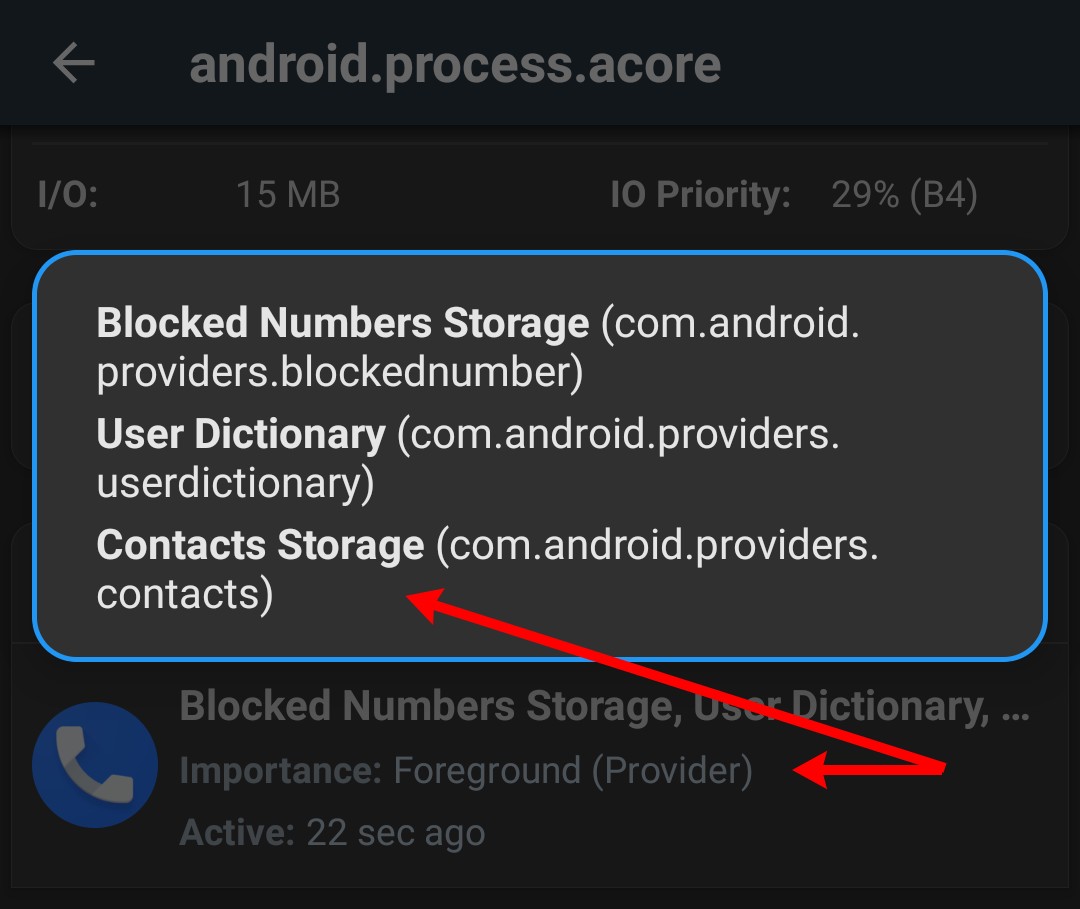 android.process.acore
I/O: 15 MB IO Priority: 29% (B4)
Blocked Numbers Storage (com.android.
providers.blockednumber)
User Dictionary (com.android.providers.
userdictionary)
Contacts Storage (com.android.providers.
contacts)
Blocked Numbers Storage, User Dictionary, ...
Importance: Foreground (Provider)
Active: 22 sec ago